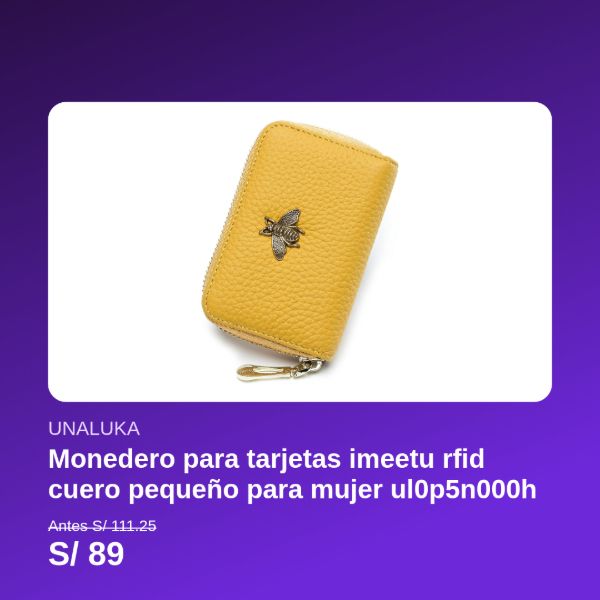 UNALUKA
Monedero para tarjetas imeetu rfid
cuero pequeño para mujer ul0p5n000h
Antes S/ 111.25
S/ 89